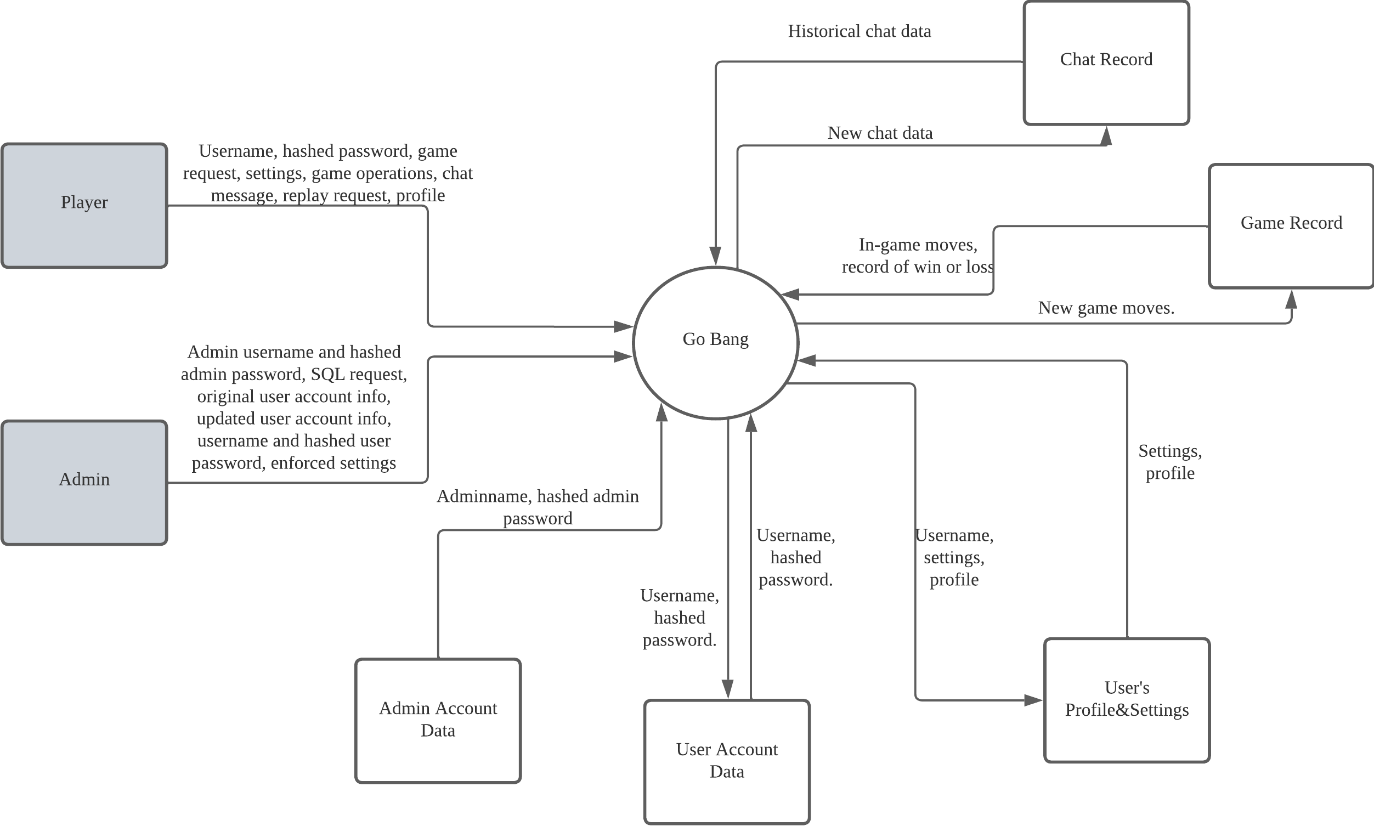 Historical chat data
Chat Record
New chat data
Username, hashed password, game
request, settings, game operations, chat
message, replay request, profile
Player
Game Record
In-game moves,
record of win or loss
New game moves.
Go Bang
Admin username and hashed
admin password, SQL request,
original user account info,
updated user account info,
username and hashed user
password, enforced settings
Admin
Settings,
profile
Adminname, hashed admin
password
Username,
hashed
password.
Username,
settings,
profile
Username,
hashed
password.
Admin Account
Data
User Account
Data
User's
Profile&Settings